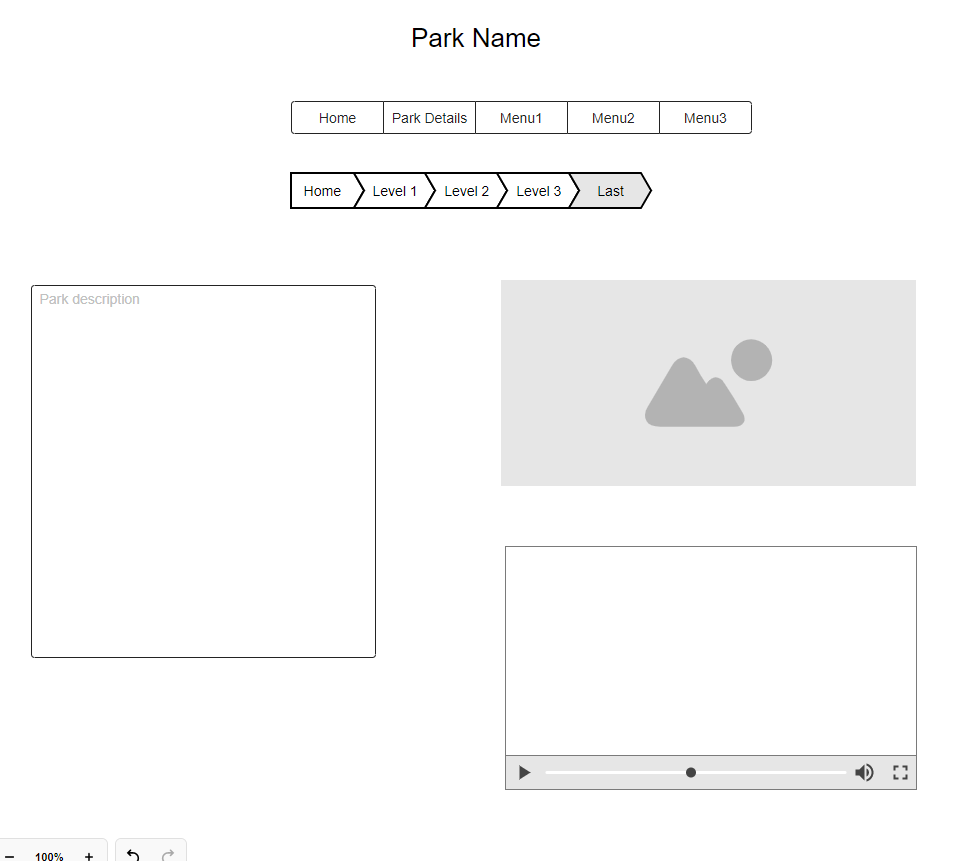 Park Name
Home Park Details Menu1 Menu2 Menu3
Home Level 1 Level 2 Level 3 Last
Park description
100%